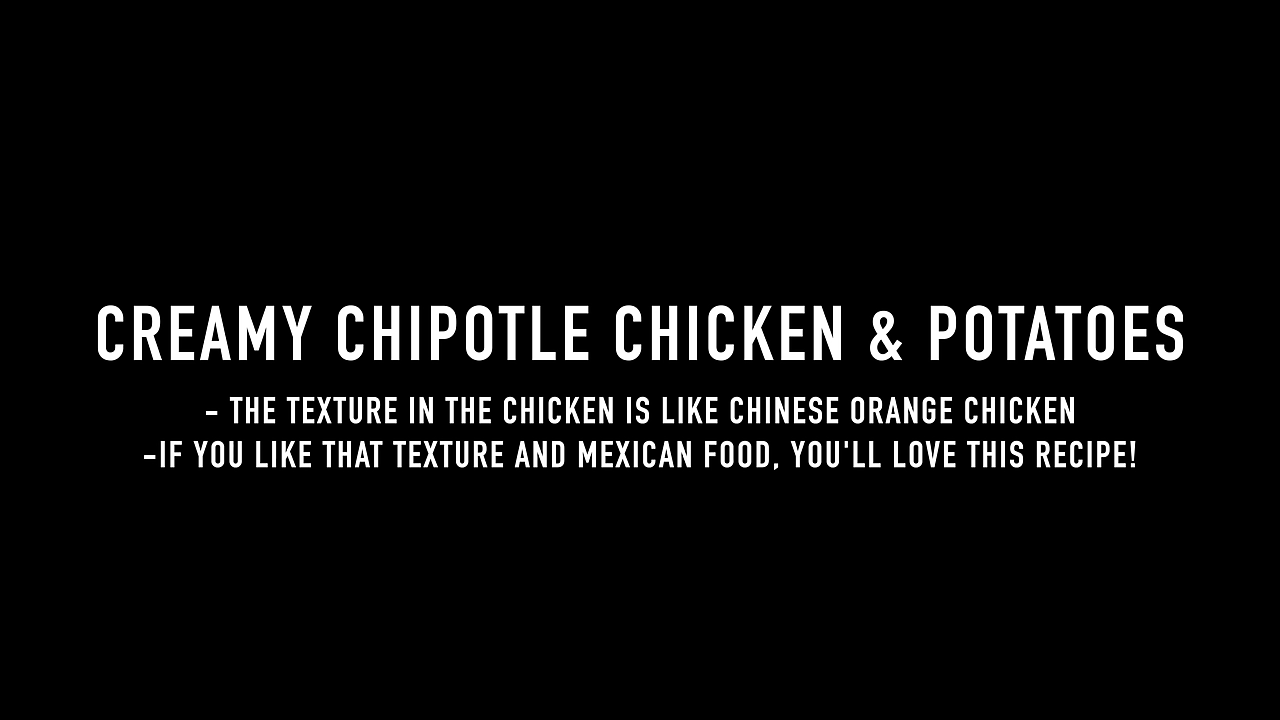 CREAMY CHIPOTLE CHICKEN & POTATOES
- THE TEXTURE IN THE CHICKEN IS LIKE CHINESE ORANGE CHICKEN
-IF YOU LIKE THAT TEXTURE AND MEXICAN FOOD, YOU'LL LOVE THIS RECIPE!